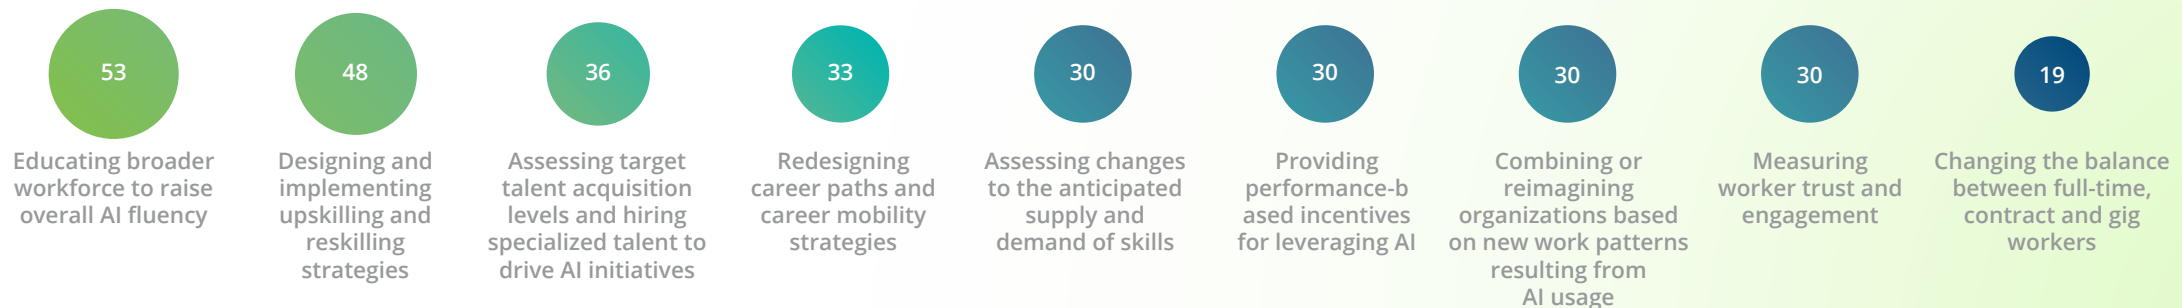 53
Educating broader
workforce to raise
overall AI fluency
48
Designing and
implementing
upskilling and
reskilling
strategies
36
Assessing target
talent acquisition
levels and hiring
specialized talent to
drive AI initiatives
33
Redesigning
career paths and
career mobility
strategies
30
Assessing changes
to the anticipated
supply and
demand of skills
30
Providing
performance-b
ased incentives
for leveraging AI
30
Combining or
reimagining
organizations based
on new work patterns
resulting from
AI usage
30
Measuring
worker trust and
engagement
19
Changing the balance
between full-time,
contract and gig
workers